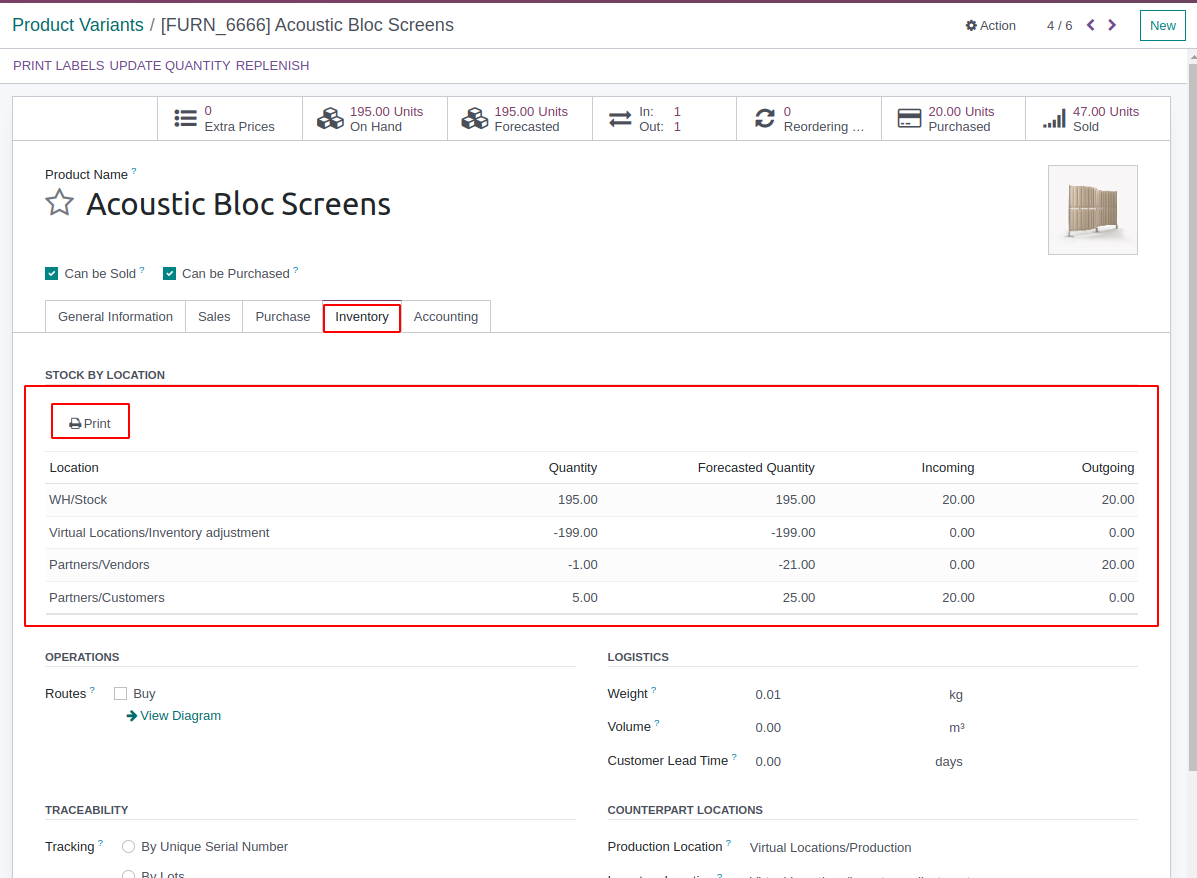 Product Variants / [FURN_6666] Acoustic Bloc Screens
Action
4 / 6
New
PRINT LABELS UPDATE QUANTITY REPLENISH
0
Extra Prices
195.00 Units
On Hand
195.00 Units
Forecasted
In: 1
Out: 1
0
Reordering ...
20.00 Units
Purchased
47.00 Units
Sold
Product Name ?
Acoustic Bloc Screens
Can be Sold ? Can be Purchased ?
General Information Sales Purchase Inventory Accounting
STOCK BY LOCATION
Print
Location Quantity Forecasted Quantity Incoming Outgoing
WH/Stock 195.00 195.00 20.00 20.00
Virtual Locations/Inventory adjustment -199.00 -199.00 0.00 0.00
Partners/Vendors -1.00 -21.00 0.00 20.00
Partners/Customers 5.00 25.00 20.00 0.00
OPERATIONS
Routes ? Buy
View Diagram
LOGISTICS
Weight ? 0.01 kg
Volume ? 0.00 m³
Customer Lead Time ? 0.00 days
TRACEABILITY
Tracking ? By Unique Serial Number
By Lots
COUNTERPART LOCATIONS
Production Location ? Virtual Locations/Production